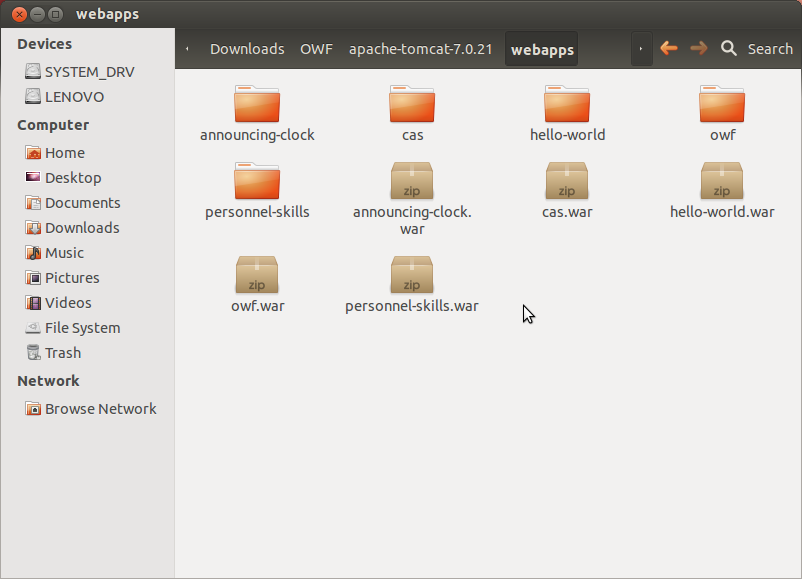 webapps
Devices
SYSTEM_DRV
LENOVO
Computer
Home
Desktop
Documents
Downloads
Music
Pictures
Videos
File System
Trash
Network
Browse Network
Downloads OWF apache-tomcat-7.0.21 webapps Search
announcing-clock cas hello-world owf
personnel-skills zip announcing-clock.war zip cas.war zip hello-world.war
zip owf.war zip personnel-skills.war